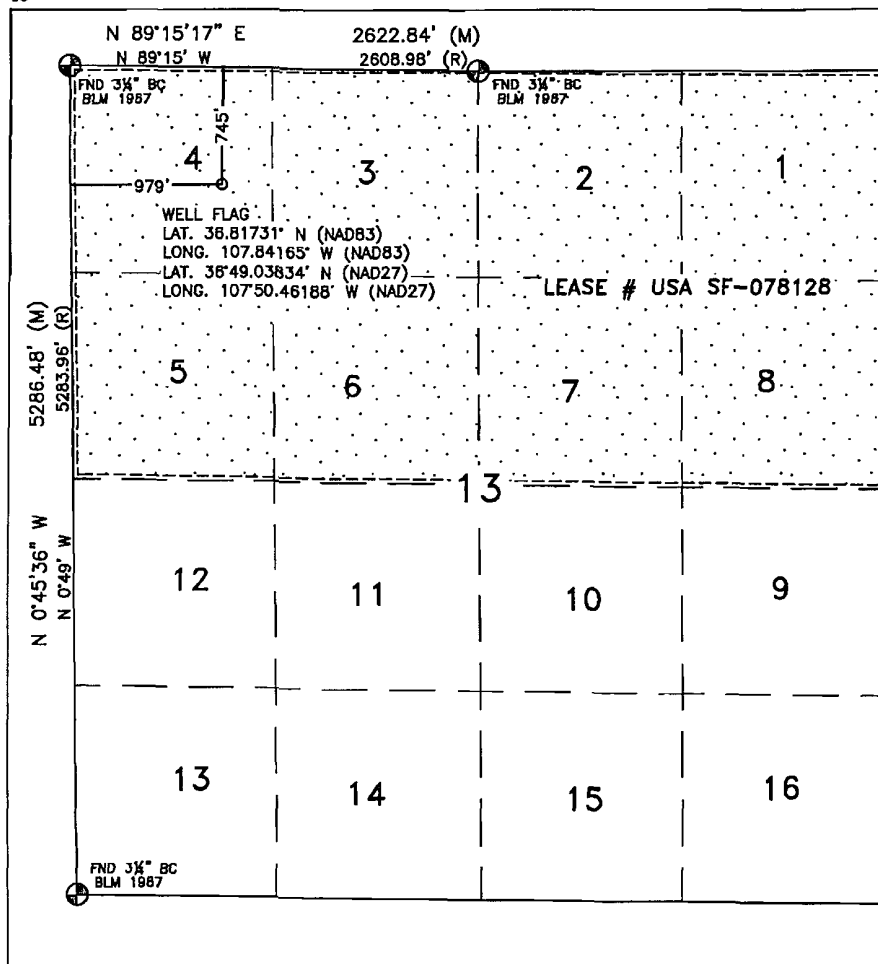 N 89°15'17" E
2622.84' (M)
N 89°15' W
2608.98' (R)
FND 3¼" BC
BLM 1987
FND 3¼" BC
BLM 1987
745'
4
3
2
1
979'
WELL FLAG
LAT. 36.81731° N (NAD83)
LONG. 107.84165° W (NAD83)
LAT. 36°49.03834' N (NAD27)
LONG. 107°50.46188' W (NAD27)
LEASE # USA SF-078128
5286.48' (M)
5283.96' (R)
5
6
7
8
13
N 0°45'36" W
N 0°49' W
12
11
10
9
13
14
15
16
FND 3¼" BC
BLM 1987